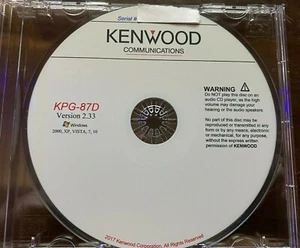 Serial #
KENWOOD
COMMUNICATIONS
KPG-87D
Version 2.33
Windows
2000, XP, VISTA, 7, 10
WARNING
Do NOT play this disc on an
audio CD player, as the high
volume may damage your
hearing or the audio speakers
No part of this disc may be
reproduced or transmitted in any
form or by any means, electronic
or mechanical, for any purpose,
without the express written
permission of KENWOOD
2017 Kenwood Corporation, All Rights Reserved